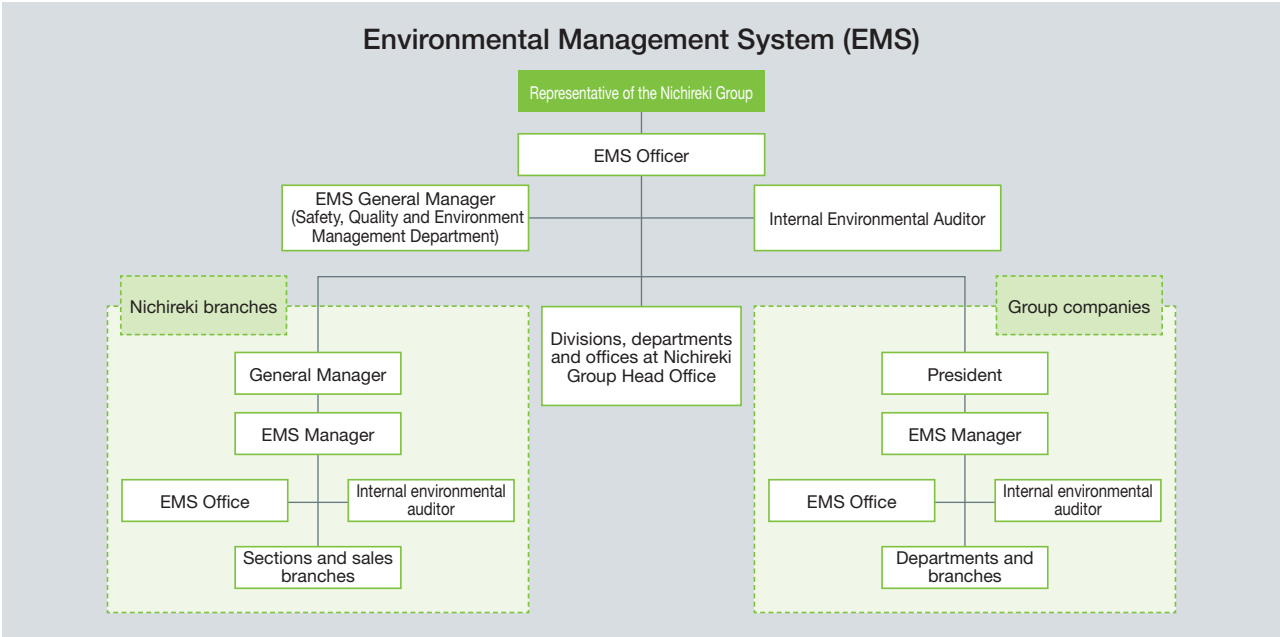 Environmental Management System (EMS)
Representative of the Nichireki Group
EMS Officer
EMS General Manager
(Safety, Quality and Environment
Management Department)
Internal Environmental Auditor
Nichireki branches
General Manager
EMS Manager
EMS Office
Internal environmental
auditor
Sections and sales
branches
Divisions, departments
and offices at Nichireki
Group Head Office
Group companies
President
EMS Manager
EMS Office
Internal environmental
auditor
Departments and
branches